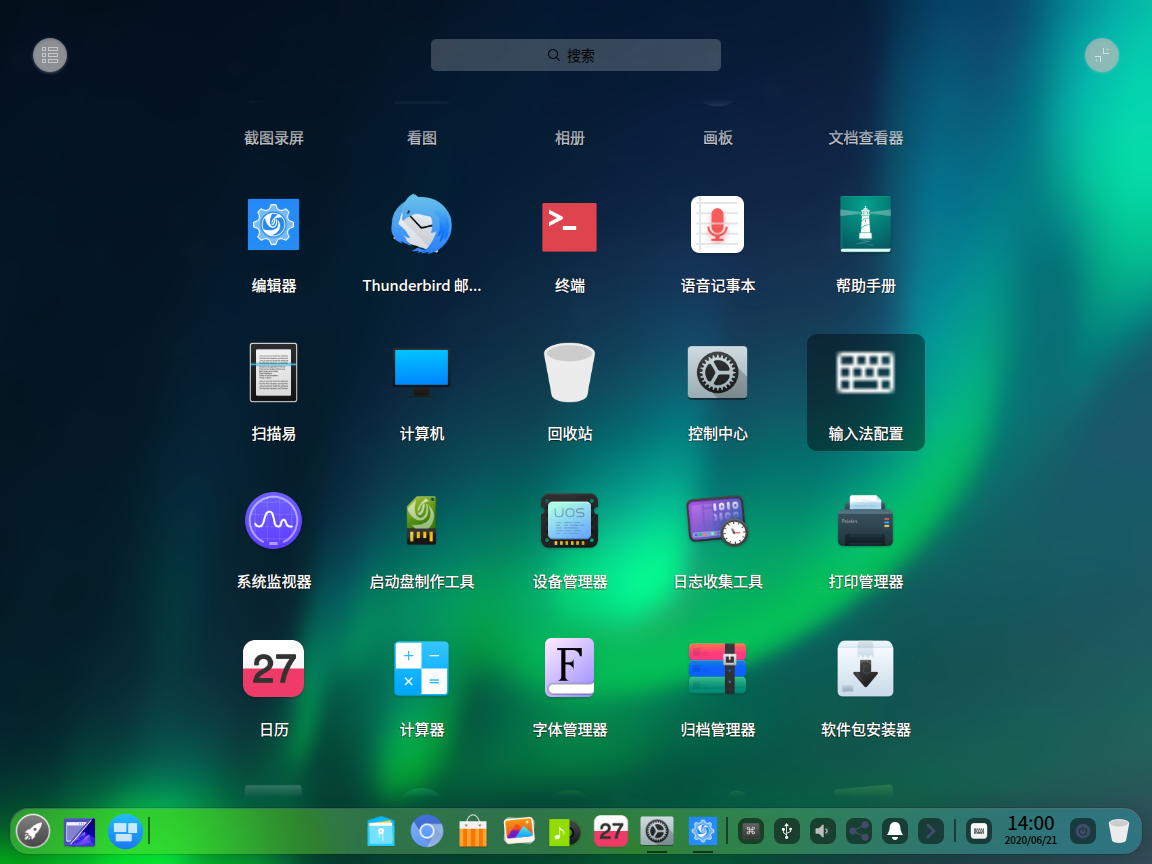 搜索
截图录屏 看图 相册 画板 文档查看器
编辑器 Thunderbird 邮... 终端 语音记事本 帮助手册
扫描易 计算机 回收站 控制中心 输入法配置
UOS
系统监视器 启动盘制作工具 设备管理器 日志收集工具 打印管理器
27
F
日历 计算器 字体管理器 归档管理器 软件包安装器
27
14:00
2020/06/21